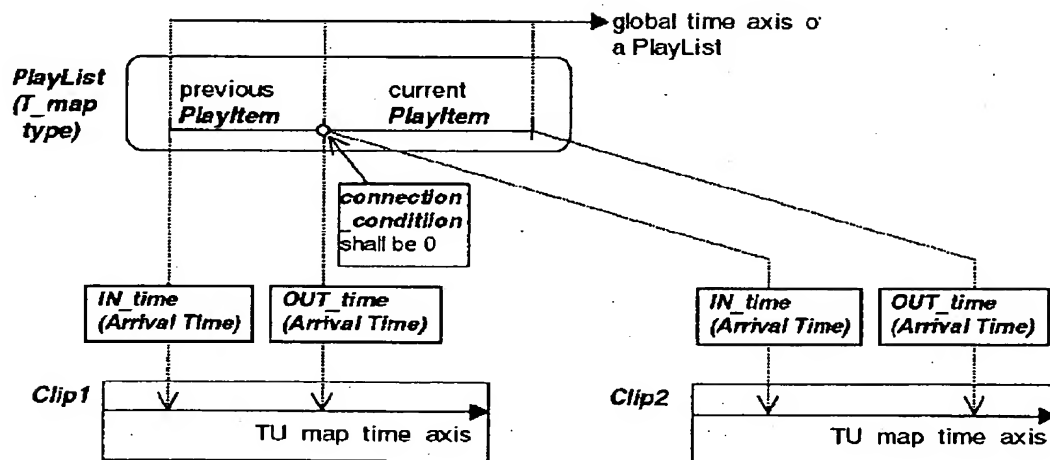 global time axis o
a PlayList
PlayList
(T_map
type)
previous
PlayItem
current
PlayItem
connection
_condition
shall be 0
IN_time
(Arrival Time)
OUT_time
(Arrival Time)
IN_time
(Arrival Time)
OUT_time
(Arrival Time)
Clip1
TU map time axis
Clip2
TU map time axis